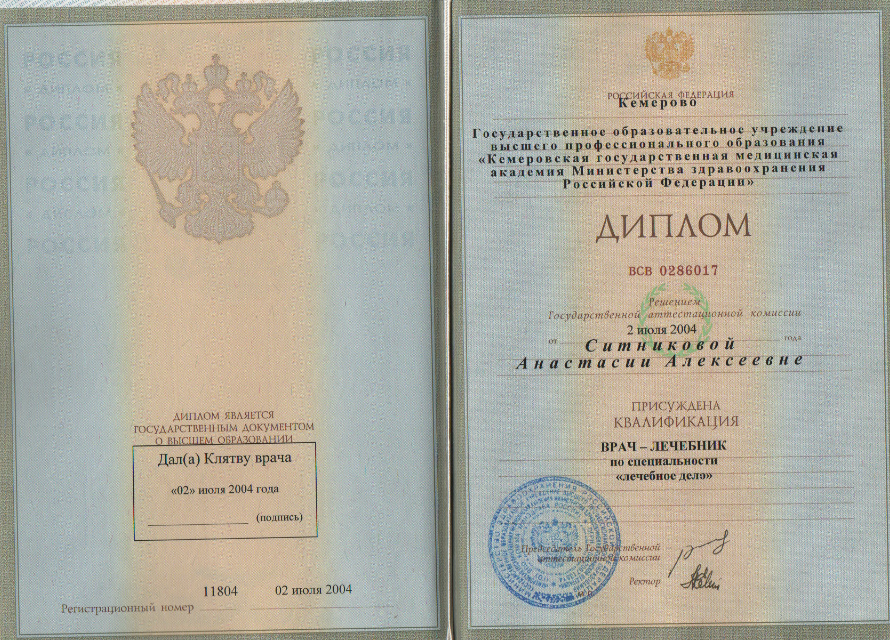 РОССИЯ РОССИЯ
РОССИЯ РОССИЯ
РОССИЯ РОССИЯ
РОССИЯ РОССИЯ
ДИПЛОМ ЯВЛЯЕТСЯ
ГОСУДАРСТВЕННЫМ ДОКУМЕНТОМ
О ВЫСШЕМ ОБРАЗОВАНИИ
Дал(а) Клятву врача
«02» июля 2004 года
(подпись)
11804 02 июля 2004
Регистрационный номер
РОССИЙСКАЯ ФЕДЕРАЦИЯ
Кемерово
Государственное образовательное учреждение
высшего профессионального образования
«Кемеровская государственная медицинская
академия Министерства здравоохранения
Российской Федерации»
ДИПЛОМ
ВСВ 0286017
Решением
Государственной аттестационной комиссии
2 июля 2004
от года
Ситниковой
Анастасии Алексеевне
ПРИСУЖДЕНА
КВАЛИФИКАЦИЯ
ВРАЧ – ЛЕЧЕБНИК
по специальности
«лечебное дело»
Председатель Государственной
аттестационной комиссии
Ректор